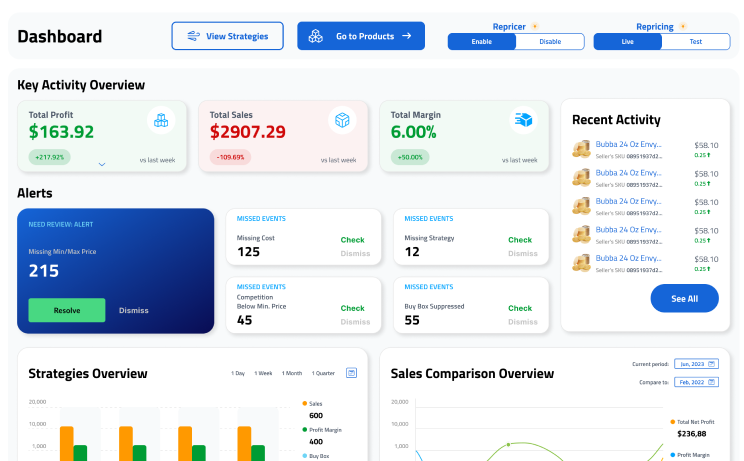 Dashboard
View Strategies
Go to Products
Repricer
Enable
Disable
Repricing
Live
Test
Key Activity Overview
Total Profit
$163.92
+217.92%
vs last week
Total Sales
$2907.29
-109.69%
vs last week
Total Margin
6.00%
+50.00%
vs last week
Recent Activity
Bubba 24 Oz Envy...
$58.10
Seller's SKU 08951937d2...
0.25
Bubba 24 Oz Envy...
$58.10
Seller's SKU 08951937d2...
0.25
Bubba 24 Oz Envy...
$58.10
Seller's SKU 08951937d2...
0.25
Bubba 24 Oz Envy...
$58.10
Seller's SKU 08951937d2...
0.25
Bubba 24 Oz Envy...
$58.10
Seller's SKU 08951937d2...
0.25
See All
Alerts
NEED REVIEW: ALERT
Missing Min/Max Price
215
Resolve
Dismiss
MISSED EVENTS
Missing Cost
125
Check
Dismiss
MISSED EVENTS
Missing Strategy
12
Check
Dismiss
MISSED EVENTS
Competition
Below Min. Price
45
Check
Dismiss
MISSED EVENTS
Buy Box Suppressed
55
Check
Dismiss
Strategies Overview
1 Day
1 Week
1 Month
1 Quarter
20,000
10,000
1,000
Sales
600
Profit Margin
400
Buy Box
Sales Comparison Overview
Current period:
Jun, 2023
Compare to:
Feb, 2022
20,000
10,000
1,000
Total Net Profit
$236,88
Profit Margin